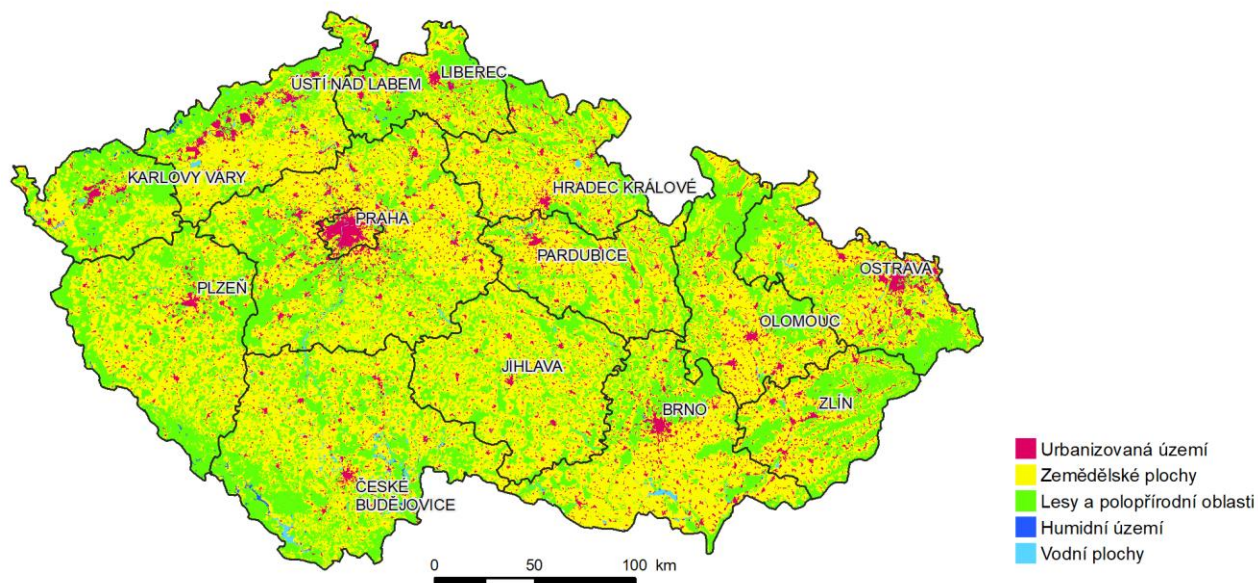 LIBEREC
ÚSTÍ NAD LABEM
KARLOVY VARY
HRADEC KRÁLOVÉ
PRAHA
PARDUBICE
PLZEŇ
OSTRAVA
OLOMOUC
JIHLAVA
BRNO
ZLÍN
ČESKÉ
BUDĚJOVICE
Urbanizovaná území
Zemědělské plochy
Lesy a polopřírodní oblasti
Humidní území
Vodní plochy
0 50 100 km